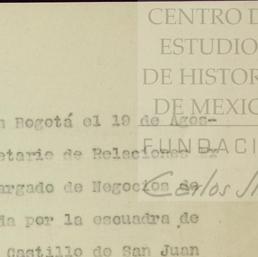 CENTRO D
ESTUDIO
DE HISTOR
DE MEXIC
FUNDACI
Carlos
n Bogotá el 19 de Agos-
etario de Relaciones
argado de Negocios de
da por la escuadra de
Castillo de San Juan